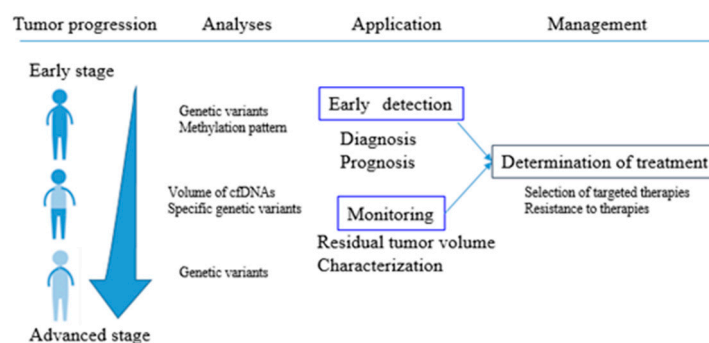 Tumor progression
Analyses
Application
Management
Early stage
Genetic variants
Methylation pattern
Early detection
Diagnosis
Prognosis
Determination of treatment
Selection of targeted therapies
Resistance to therapies
Volume of cfDNAs
Specific genetic variants
Monitoring
Residual tumor volume
Characterization
Genetic variants
Advanced stage